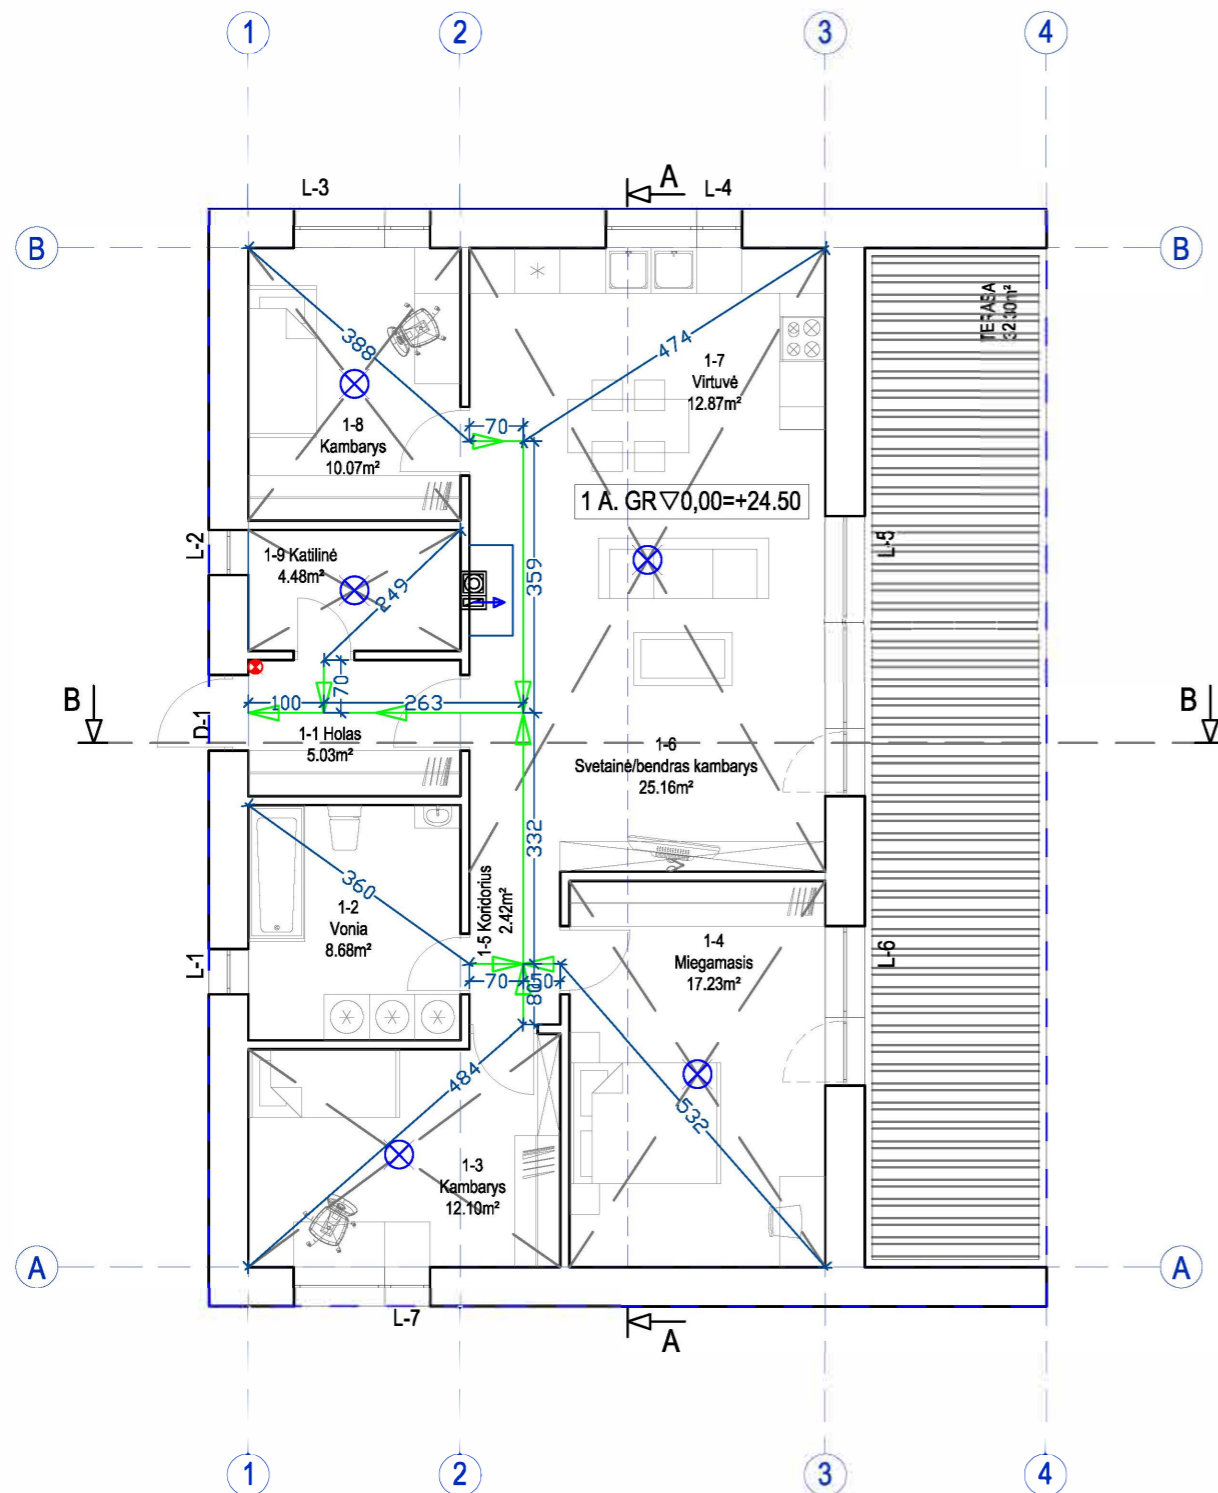 1
2
3
4
L-3
A
L-4
B
B
TERASA
32.30m²
388
474
1-7
Virtuvė
12.87m²
70
1-8
Kambarys
10.07m²
1 A. GR▽0,00=+24.50
L-2
L-5
1-9 Katilinė
4.48m²
249
359
70
B
B
D-1
100
263
1-1 Holas
5.03m²
1-6
Svetainė/bendras kambarys
25.16m²
332
360
1-5 Koridorius
2.42m²
1-2
Vonia
8.68m²
1-4
Miegamasis
17.23m²
L-1
L-6
70
50
80
484
532
1-3
Kambarys
12.10m²
A
A
L-7
A
1
2
3
4